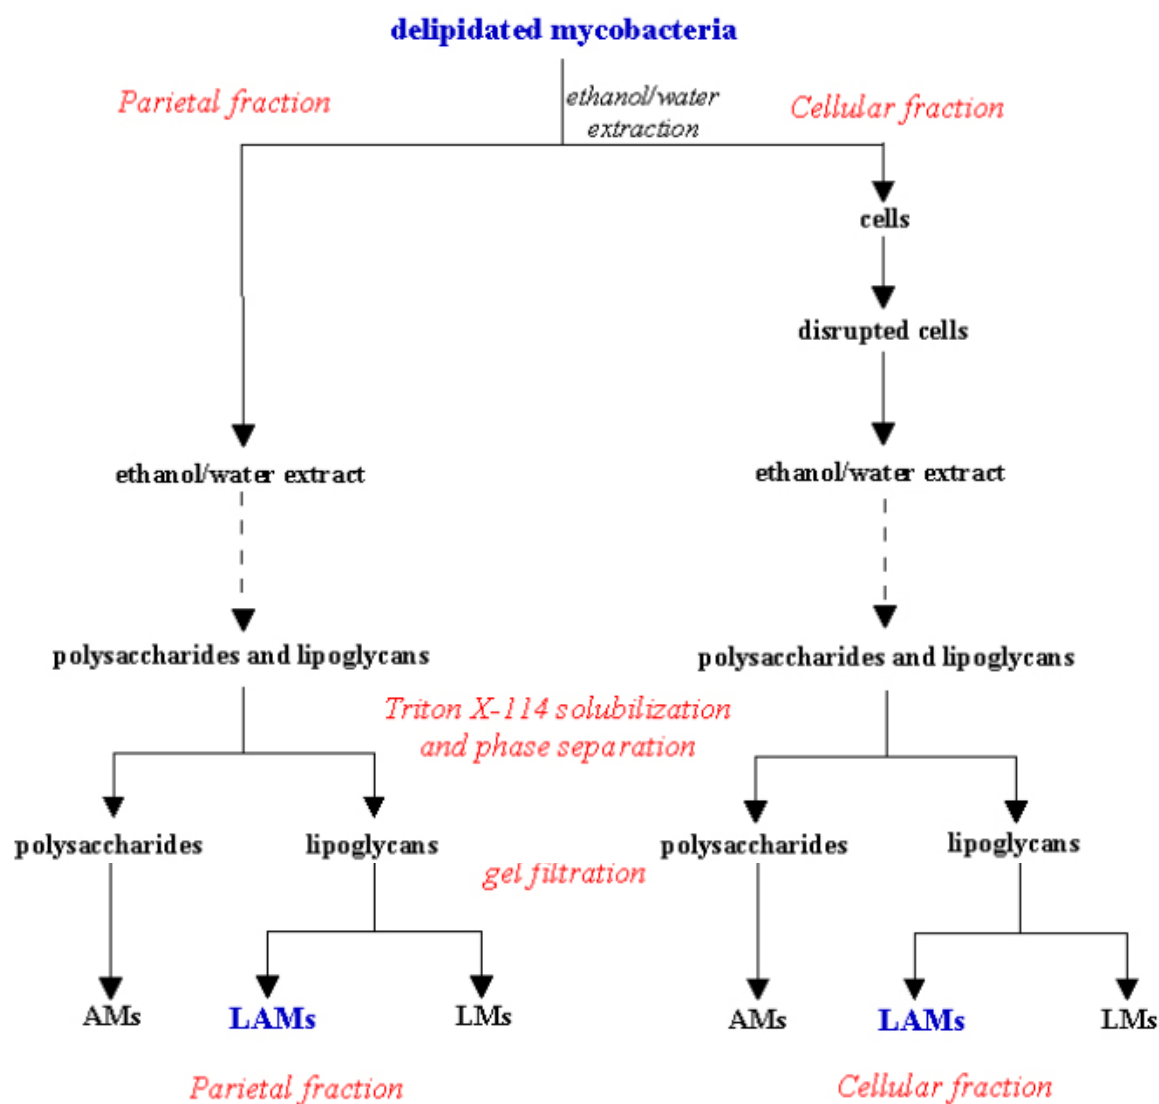 delipidated mycobacteria
Parietal fraction
ethanol/water
extraction
Cellular fraction
cells
disrupted cells
ethanol/water extract
ethanol/water extract
polysaccharides and lipoglycans
polysaccharides and lipoglycans
Triton X-114 solubilization
and phase separation
polysaccharides
lipoglycans
polysaccharides
lipoglycans
gel filtration
AMs
LAMs
LMs
AMs
LAMs
LMs
Parietal fraction
Cellular fraction